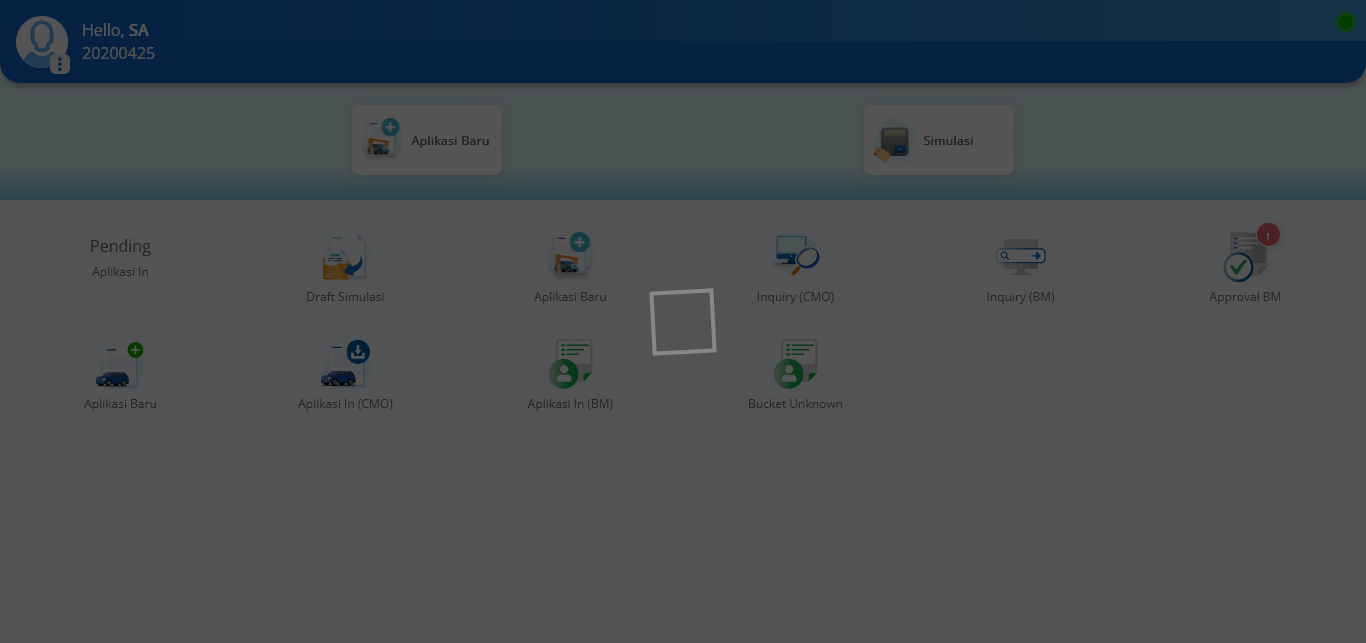 Hello, SA
20200425
Aplikasi Baru
Simulasi
Pending
Aplikasi In
Draft Simulasi
Aplikasi Baru
Inquiry (CMO)
Inquiry (BM)
1
Approval BM
Aplikasi Baru
Aplikasi In (CMO)
Aplikasi In (BM)
Bucket Unknown